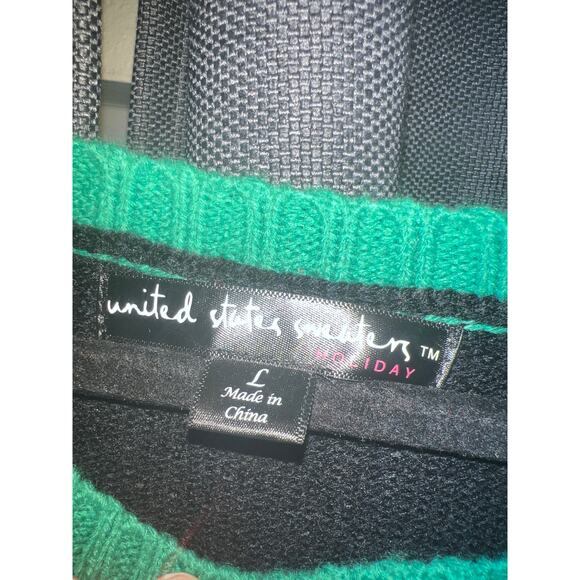 united states sweaters™
HOLIDAY
L
Made in
China